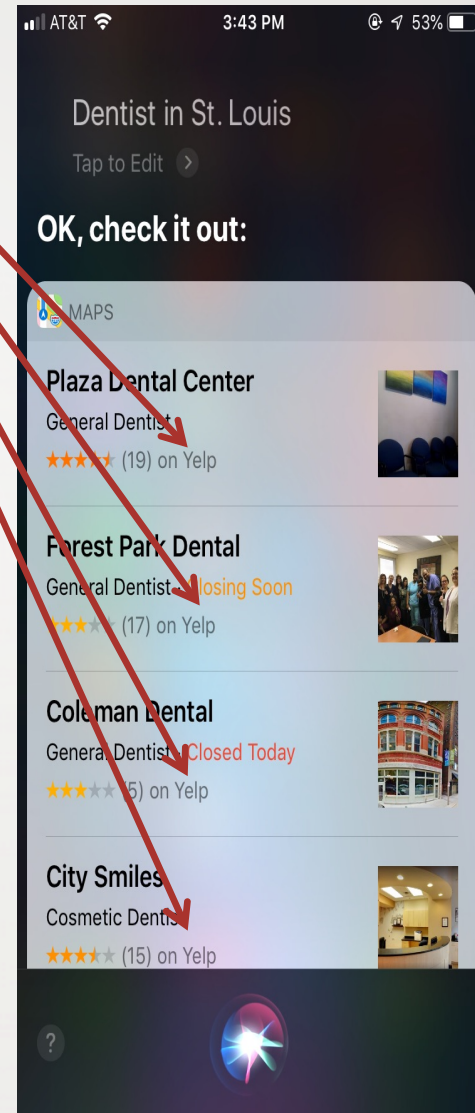 AT&T 3:43 PM 53%
Dentist in St. Louis
Tap to Edit >
OK, check it out:
MAPS
Plaza Dental Center
General Dentist
(19) on Yelp
Forest Park Dental
General Dentist · Closing Soon
(17) on Yelp
Coleman Dental
General Dentist · Closed Today
(5) on Yelp
City Smiles
Cosmetic Dentist
(15) on Yelp
?